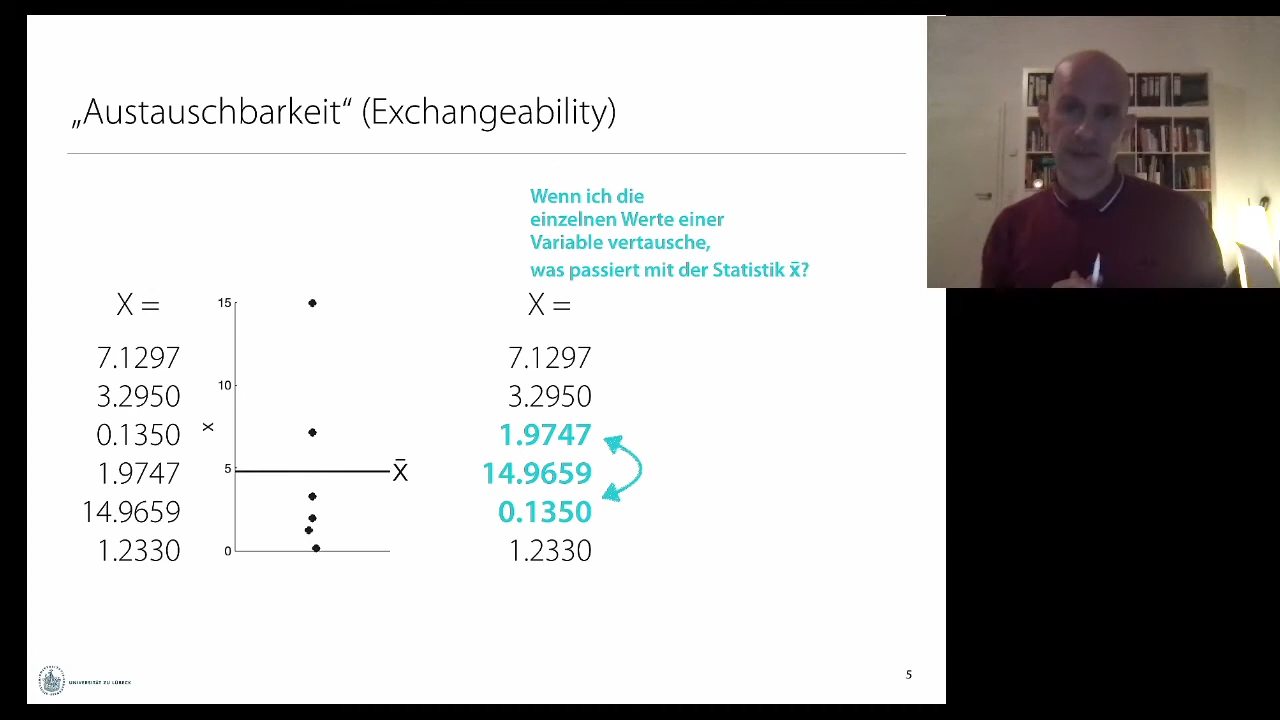 „Austauschbarkeit“ (Exchangeability)
Wenn ich die
einzelnen Werte einer
Variable vertausche,
was passiert mit der Statistik x̄?
X =
7.1297
3.2950
0.1350
1.9747
14.9659
1.2330
15
10
5
0
x
X̄
X =
7.1297
3.2950
1.9747
14.9659
0.1350
1.2330
UNIVERSITÄT ZU LÜBECK
5